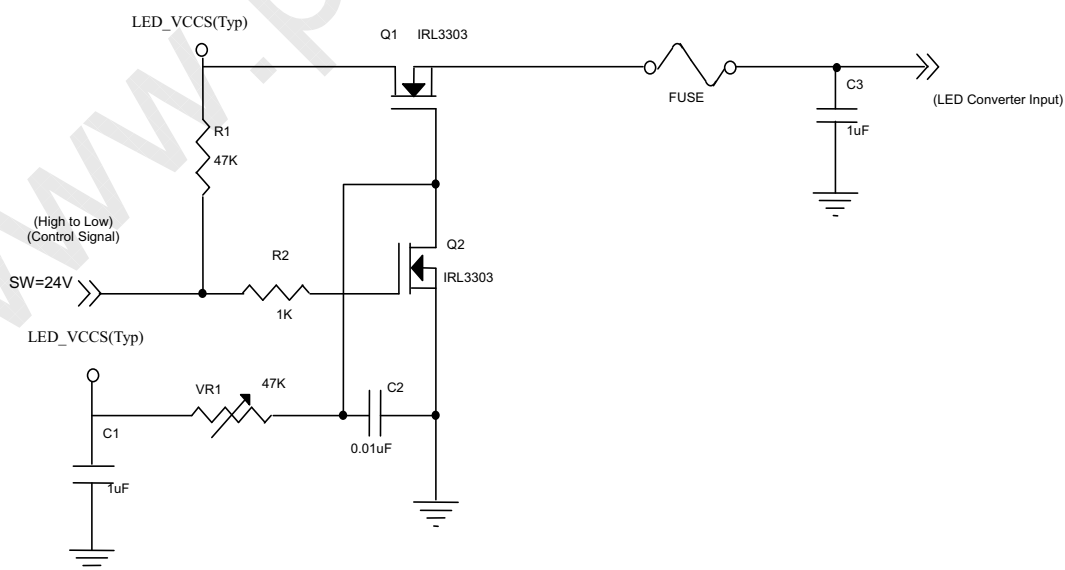 LED_VCCS(Typ)
Q1 IRL3303
FUSE
C3
1uF
(LED Converter Input)
R1
47K
(High to Low)
(Control Signal)
SW=24V
R2
1K
Q2
IRL3303
LED_VCCS(Typ)
VR1
47K
C2
0.01uF
C1
1uF
www.p